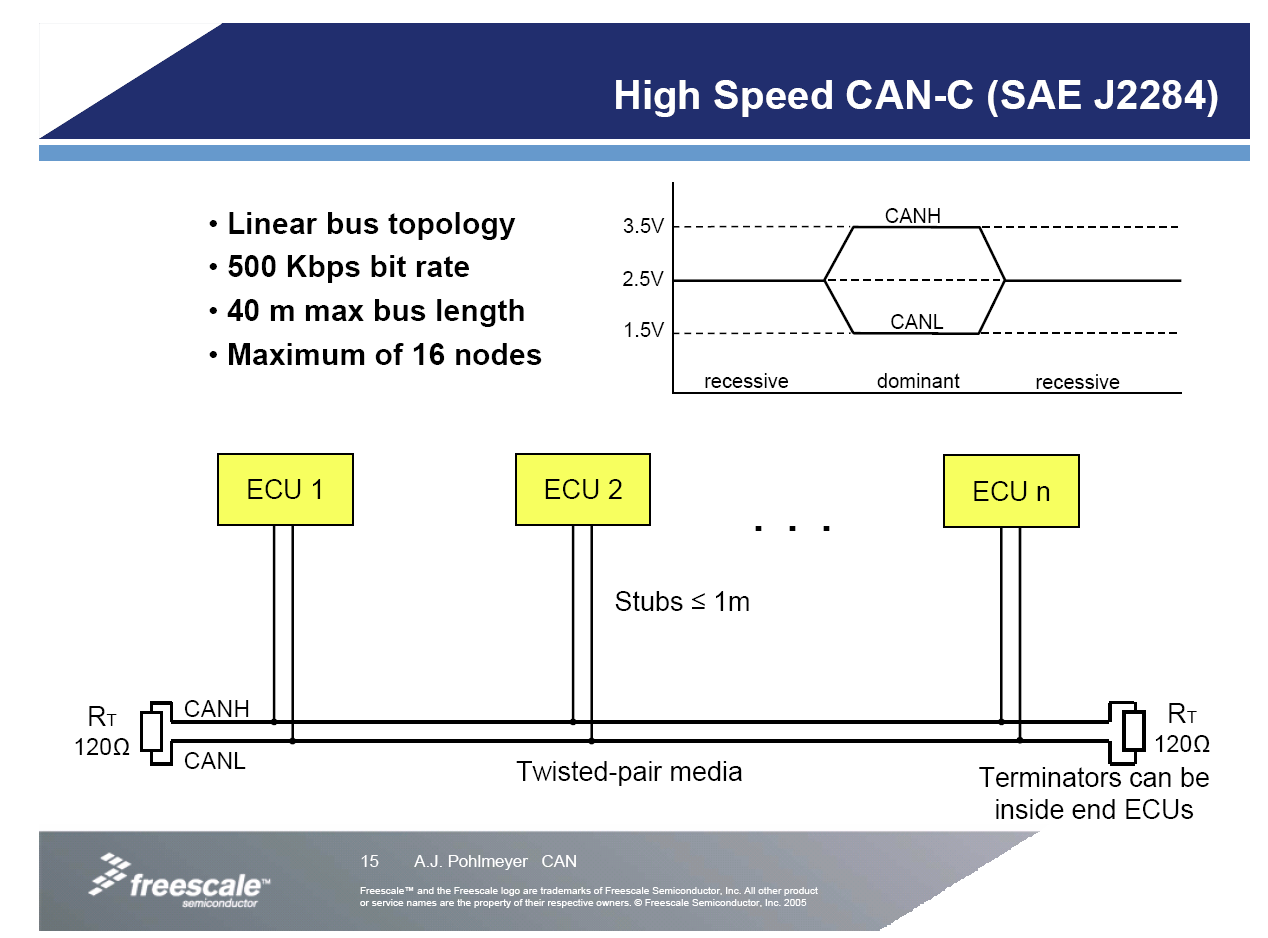 High Speed CAN-C (SAE J2284)
• Linear bus topology
• 500 Kbps bit rate
• 40 m max bus length
• Maximum of 16 nodes
3.5V
CANH
2.5V
1.5V
CANL
recessive
dominant
recessive
ECU 1
ECU 2
. . .
ECU n
Stubs ≤ 1m
RT
120Ω
CANH
CANL
Twisted-pair media
RT
120Ω
Terminators can be
inside end ECUs
freescale™
semiconductor
15 A.J. Pohlmeyer CAN
Freescale™ and the Freescale logo are trademarks of Freescale Semiconductor, Inc. All other product
or service names are the property of their respective owners. © Freescale Semiconductor, Inc. 2005